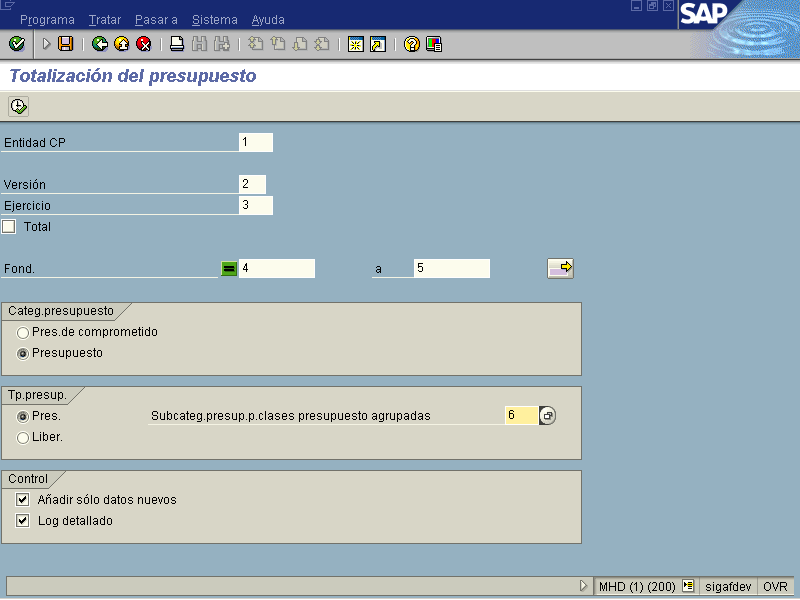 Programa Tratar Pasar a Sistema Ayuda
SAP
Totalización del presupuesto
Entidad CP 1
Versión 2
Ejercicio 3
Total
Fond. 4 a 5
Categ.presupuesto
Pres.de comprometido
Presupuesto
Tp.presup.
Pres. Subcateg.presup.p.clases presupuesto agrupadas 6
Liber.
Control
Añadir sólo datos nuevos
Log detallado
MHD (1) (200) sigafdev OVR